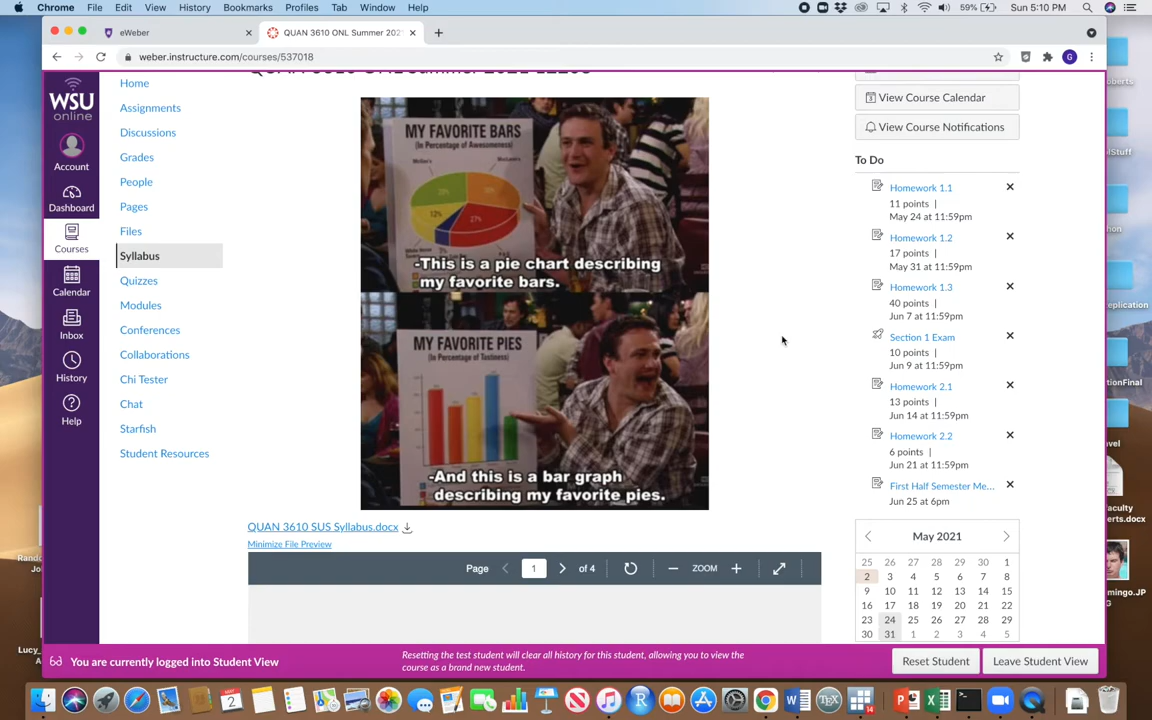 Chrome File Edit View History Bookmarks Profiles Tab Window Help
59% Sun 5:10 PM
eWeber
QUAN 3610 ONL Summer 202
weber.instructure.com/courses/537018
G
WSU
online
Account
Dashboard
Courses
Calendar
Inbox
History
Help
Home
Assignments
Discussions
Grades
People
Pages
Files
Syllabus
Quizzes
Modules
Conferences
Collaborations
Chi Tester
Chat
Starfish
Student Resources
MY FAVORITE BARS
(In Percentage of Awesomeness)
12%
27%
-This is a pie chart describing
my favorite bars.
MY FAVORITE PIES
(In Percentage of Tastiness)
-And this is a bar graph
describing my favorite pies.
QUAN 3610 SUS Syllabus.docx
Minimize File Preview
Page 1 of 4 ZOOM
View Course Calendar
View Course Notifications
To Do
Homework 1.1
11 points |
May 24 at 11:59pm
Homework 1.2
17 points |
May 31 at 11:59pm
Homework 1.3
40 points |
Jun 7 at 11:59pm
Section 1 Exam
10 points |
Jun 9 at 11:59pm
Homework 2.1
13 points |
Jun 14 at 11:59pm
Homework 2.2
6 points |
Jun 21 at 11:59pm
First Half Semester Me...
Jun 25 at 6pm
May 2021
25 26 27 28 29 30 1
2 3 4 5 6 7 8
9 10 11 12 13 14 15
16 17 18 19 20 21 22
23 24 25 26 27 28 29
30 31 1 2 3 4 5
You are currently logged into Student View
Resetting the test student will clear all history for this student, allowing you to view the
course as a brand new student.
Reset Student
Leave Student View